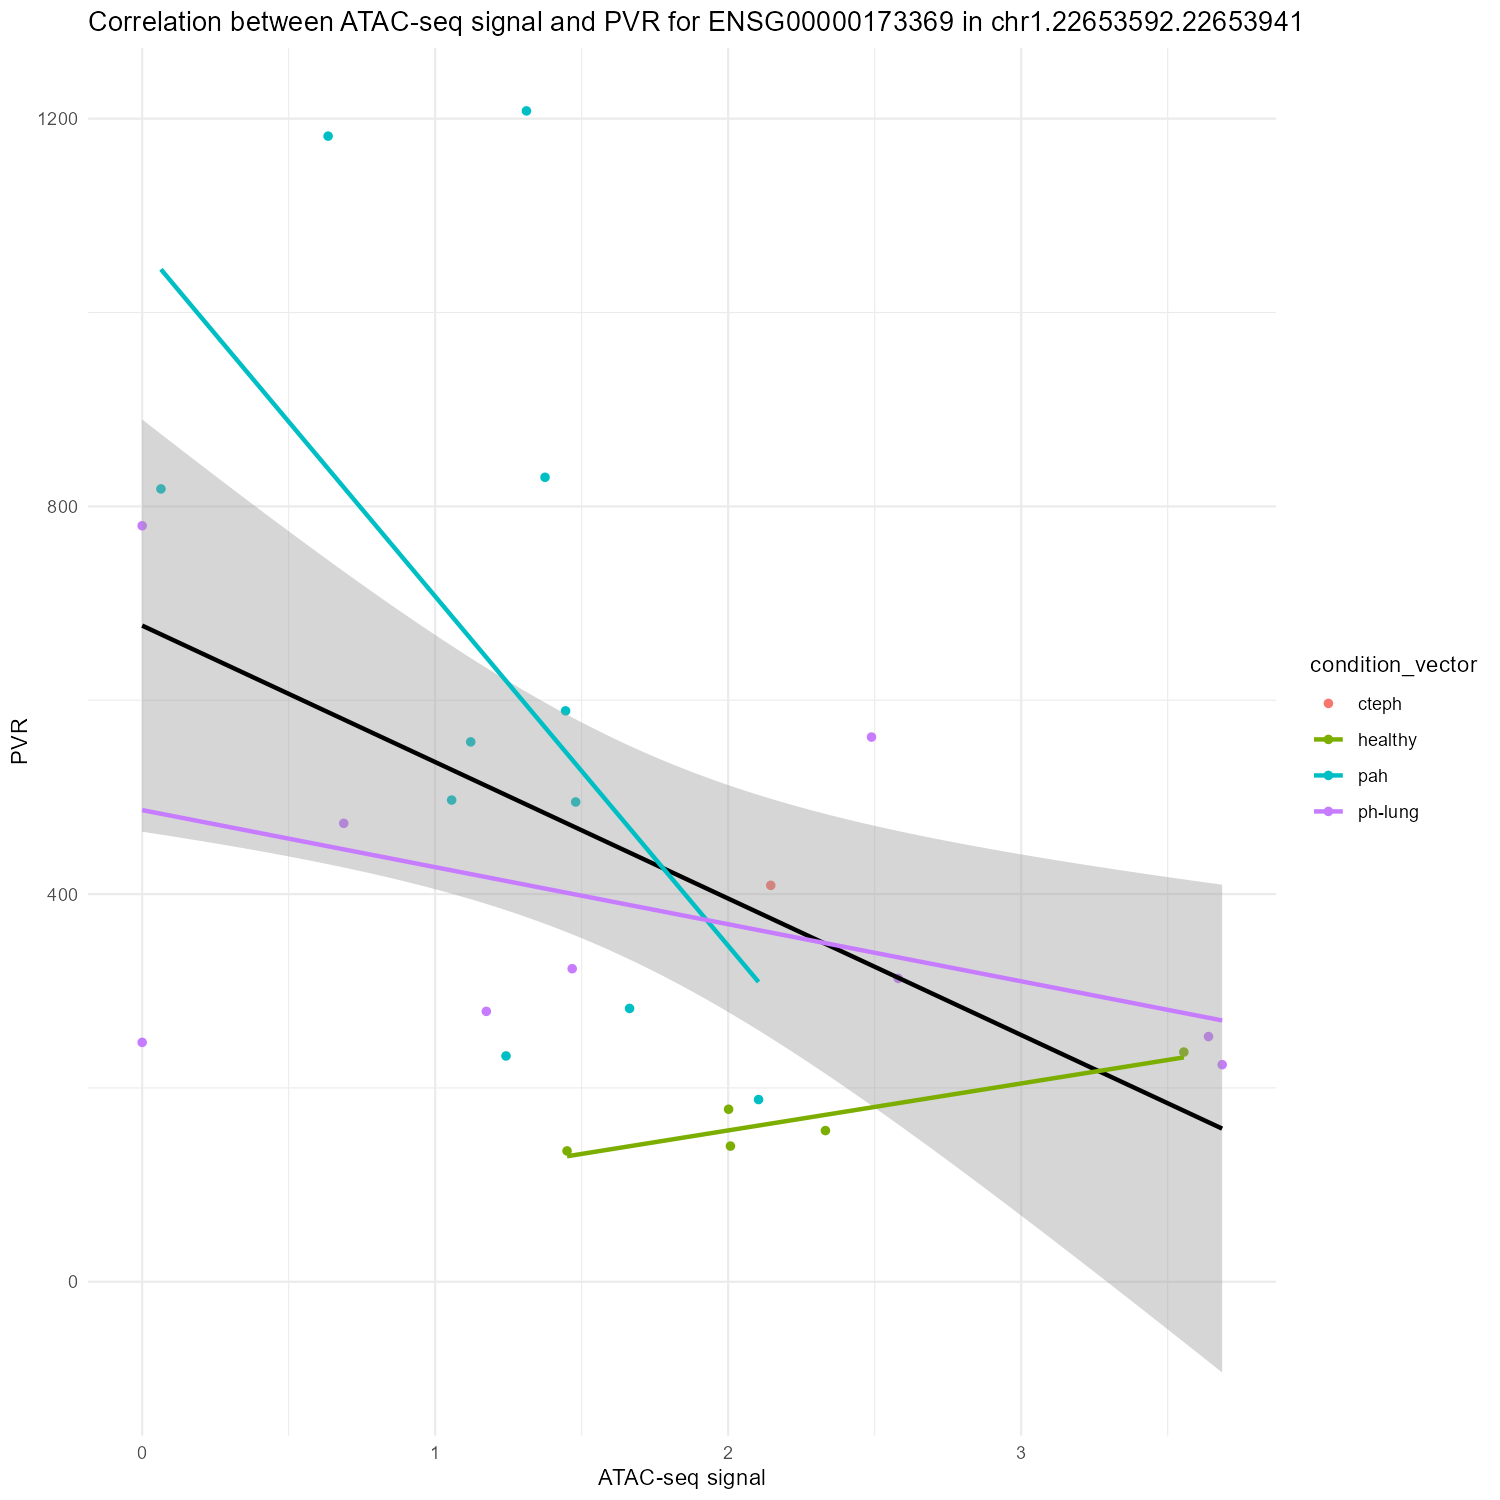 Correlation between ATAC-seq signal and PVR for ENSG00000173369 in chr1.22653592.22653941
1200
800
400
0
PVR
0 1 2 3
ATAC-seq signal
condition_vector
cteph
healthy
pah
ph-lung